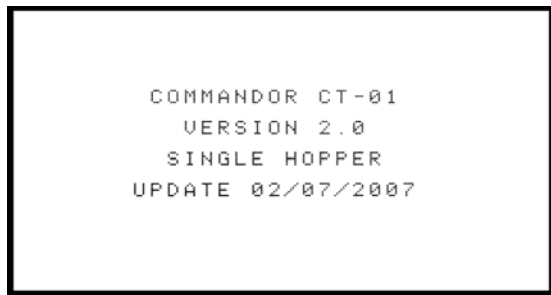 COMMANDOR CT-01
VERSION 2.0
SINGLE HOPPER
UPDATE 02/07/2007